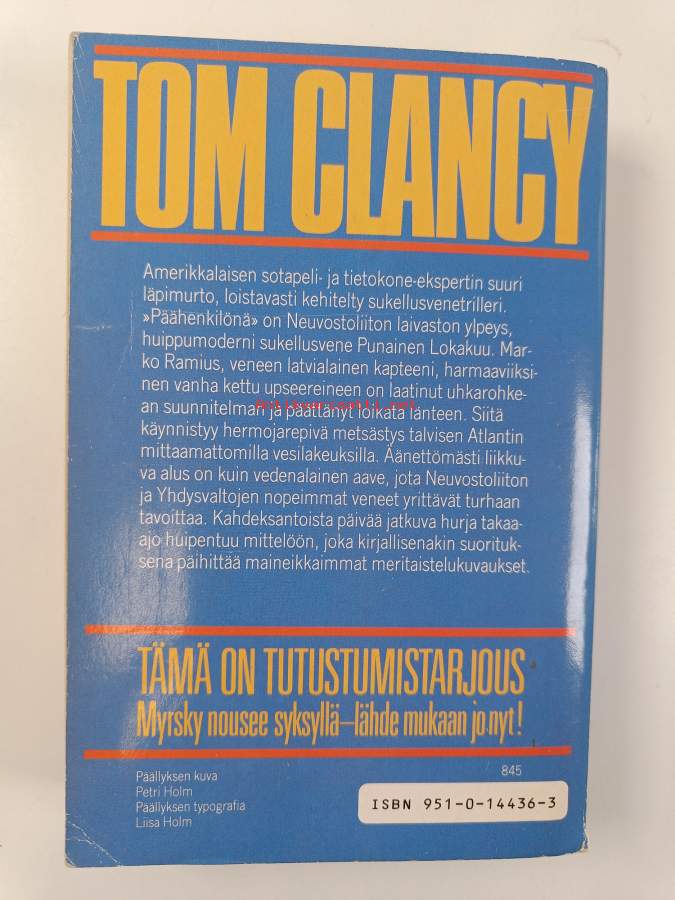 TOM CLANCY
Amerikkalaisen sotapeli- ja tietokone-ekspertin suuri
läpimurto, loistavasti kehitelty sukellusvenetrilleri.
»Päähenkilönä» on Neuvostoliiton laivaston ylpeys,
huippumoderni sukellusvene Punainen Lokakuu. Mar-
ko Ramius, veneen latvialainen kapteeni, harmaaviiksi-
nen vanha kettu upseereineen on laatinut uhkarohke-
an suunnitelman ja päättänyt loikata länteen. Siitä
Antikvariaatti.net
käynnistyy hermojarepivä metsästys talvisen Atlantin
mittaamattomilla vesilakeuksilla. Äänettömästi liikku-
va alus on kuin vedenalainen aave, jota Neuvostoliiton
ja Yhdysvaltojen nopeimmat veneet yrittävät turhaan
tavoittaa. Kahdeksantoista päivää jatkuva hurja takaa-
ajo huipentuu mittelöön, joka kirjallisenakin suorituk-
sena päihittää maineikkaimmat meritaistelukuvaukset.
TÄMÄ ON TUTUSTUMISTARJOUS
Myrsky nousee syksyllä–lähde mukaan jo nyt!
Päällyksen kuva
Petri Holm
Päällyksen typografia
Liisa Holm
845
ISBN 951-0-14436-3